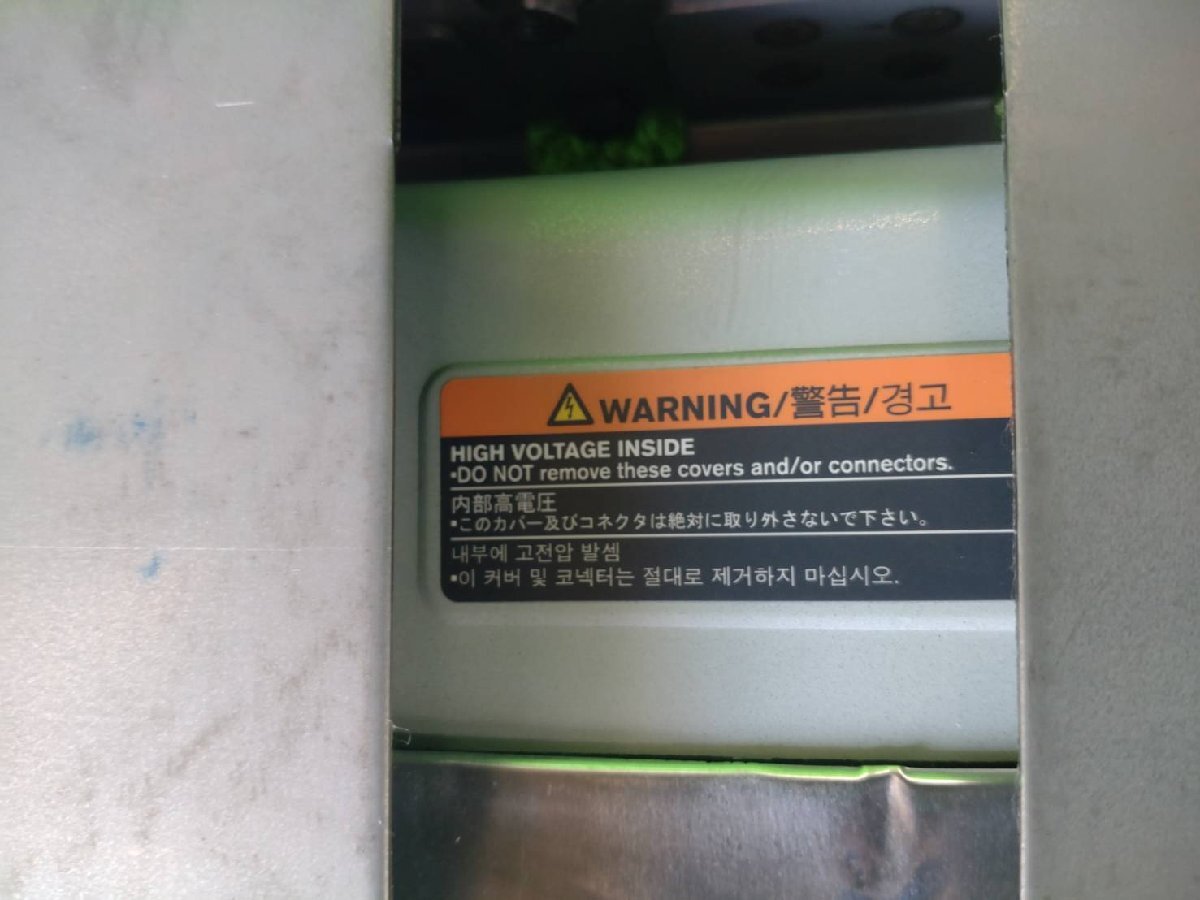 WARNING/警告/경고
HIGH VOLTAGE INSIDE
•DO NOT remove these covers and/or connectors.
内部高電圧
•このカバー及びコネクタは絶対に取り外さないで下さい。
내부에 고전압 발셈
•이 커버 및 코넥터는 절대로 제거하지 마십시오.